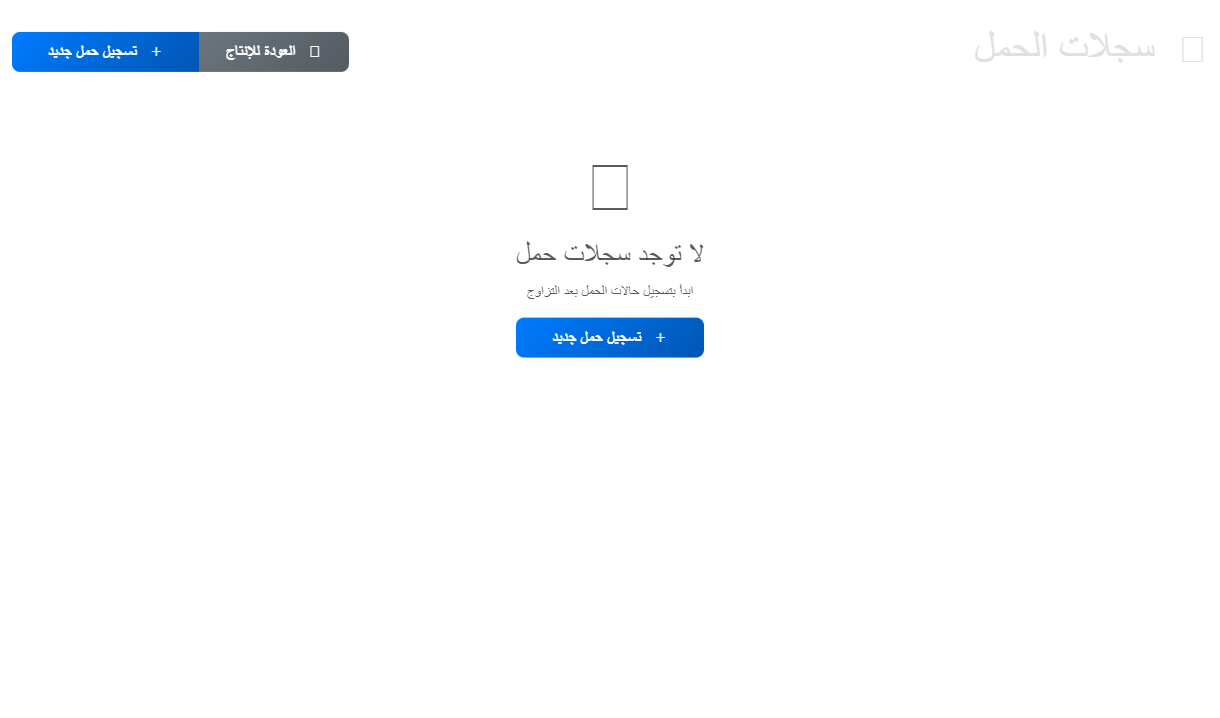 سجلات الحمل
العودة للإنتاج
+ تسجيل حمل جديد
لا توجد سجلات حمل
ابدأ بتسجيل حالات الحمل بعد التزاوج
+ تسجيل حمل جديد